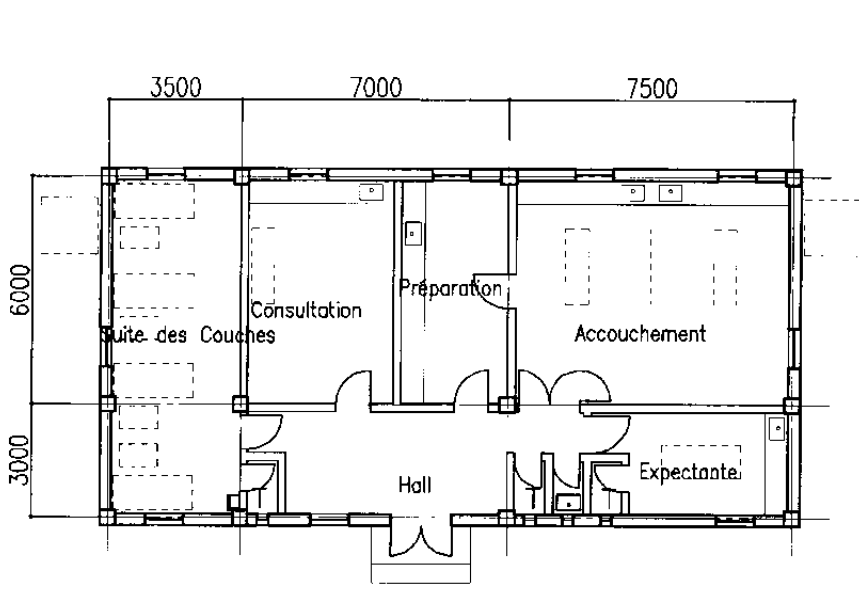 3500
7000
7500
6000
Préparation
Consultation
Suite des Couches
Accouchement
3000
Expectante
Hall